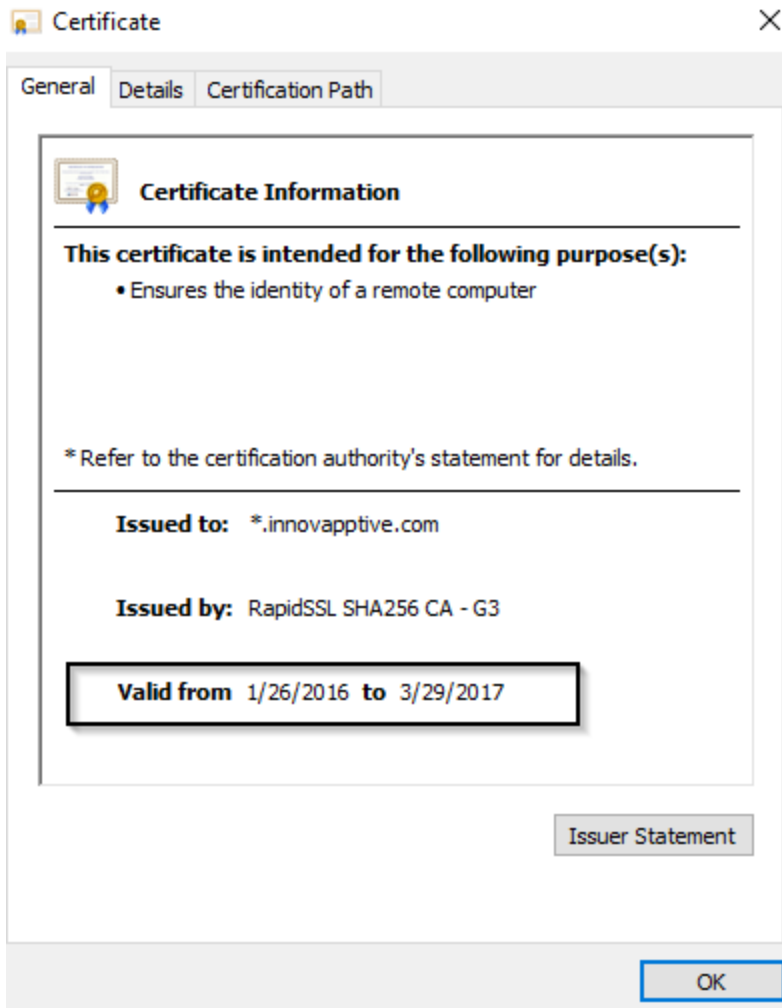 Certificate
General Details Certification Path
Certificate Information
This certificate is intended for the following purpose(s):
• Ensures the identity of a remote computer
* Refer to the certification authority's statement for details.
Issued to: *.innovapptive.com
Issued by: RapidSSL SHA256 CA - G3
Valid from 1/26/2016 to 3/29/2017
Issuer Statement
OK